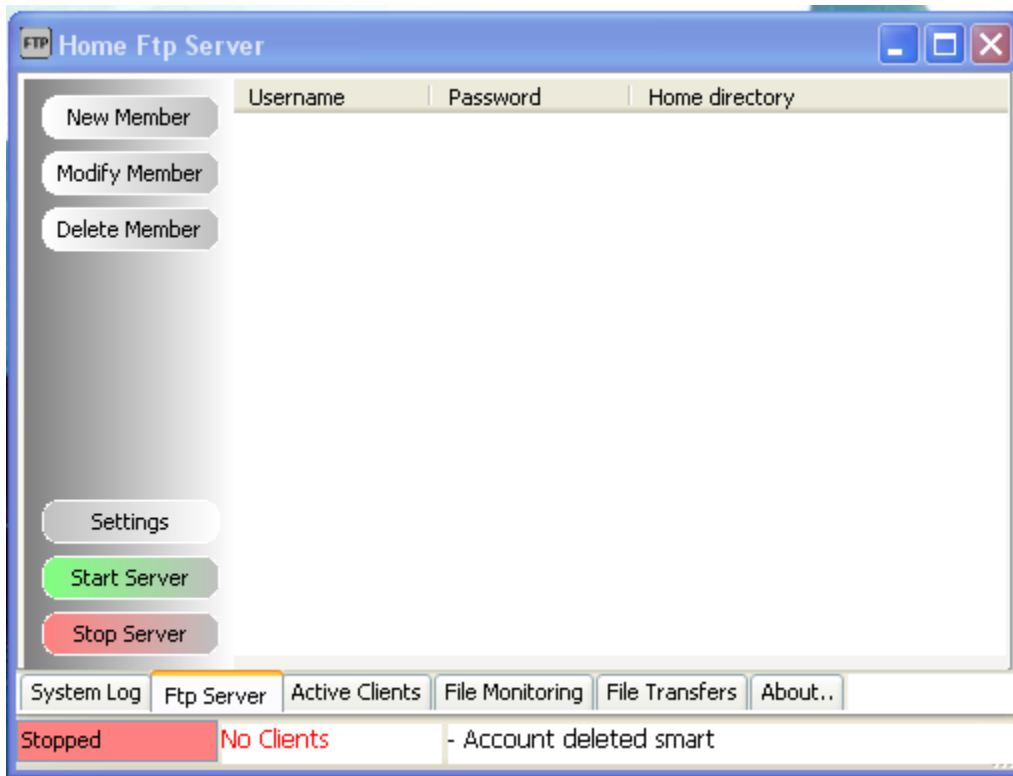 FTP Home Ftp Server
Username Password Home directory
New Member
Modify Member
Delete Member
Settings
Start Server
Stop Server
System Log Ftp Server Active Clients File Monitoring File Transfers About..
Stopped No Clients - Account deleted smart